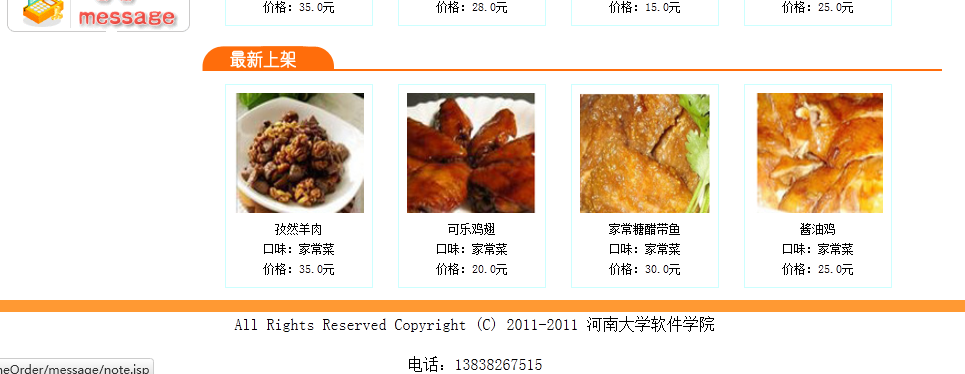 message
价格：35.0元
价格：28.0元
价格：15.0元
价格：25.0元
最新上架
孜然羊肉
口味：家常菜
价格：35.0元
可乐鸡翅
口味：家常菜
价格：20.0元
家常糖醋带鱼
口味：家常菜
价格：30.0元
酱油鸡
口味：家常菜
价格：25.0元
All Rights Reserved Copyright (C) 2011-2011 河南大学软件学院
电话：13838267515
neOrder/message/note.jsp